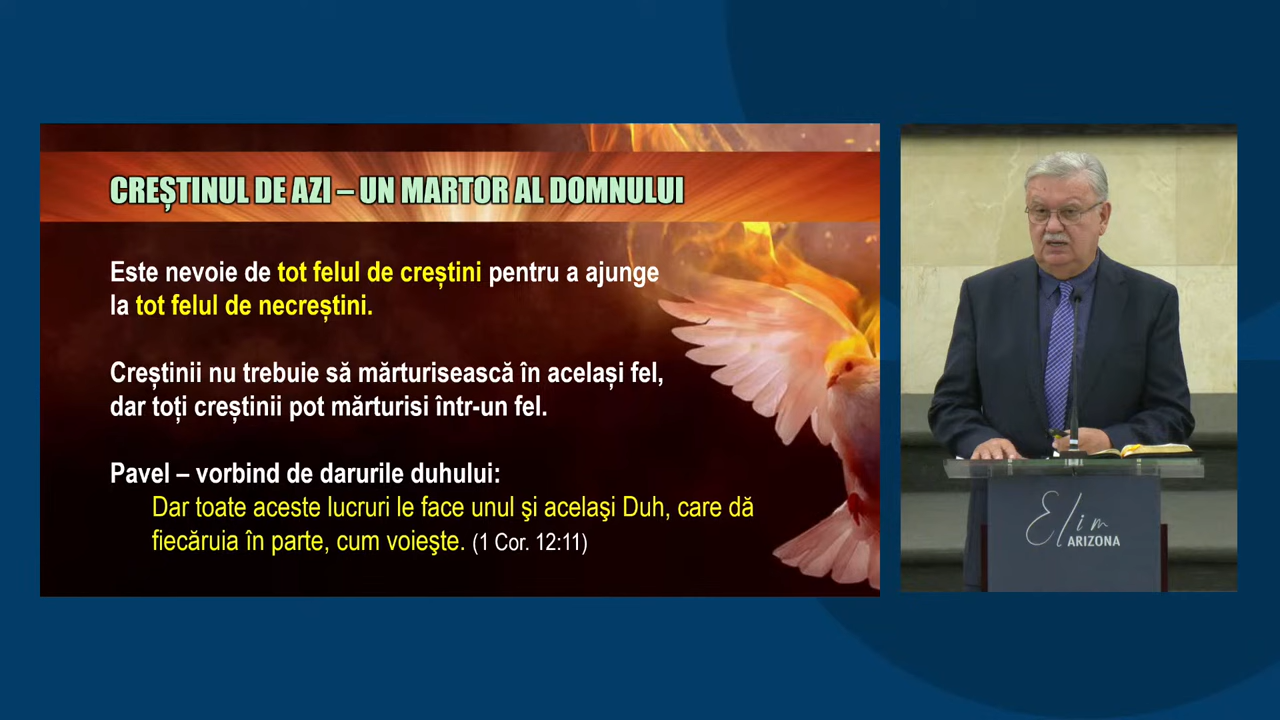 CREȘTINUL DE AZI – UN MARTOR AL DOMNULUI
Este nevoie de tot felul de creștini pentru a ajunge
la tot felul de necreștini.
Creștinii nu trebuie să mărturisească în același fel,
dar toți creștinii pot mărturisi într-un fel.
Pavel – vorbind de darurile duhului:
Dar toate aceste lucruri le face unul şi acelaşi Duh, care dă
fiecăruia în parte, cum voieşte. (1 Cor. 12:11)
Elim
ARIZONA